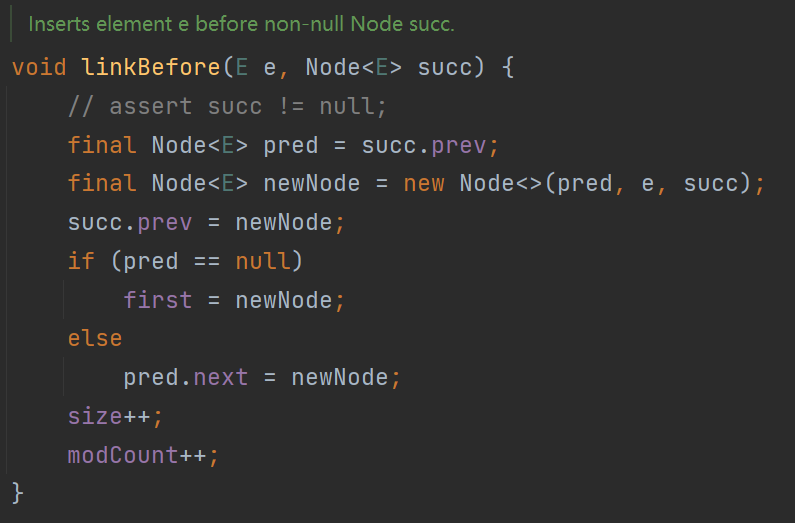 Inserts element e before non-null Node succ.
void linkBefore(E e, Node<E> succ) {
    // assert succ != null;
    final Node<E> pred = succ.prev;
    final Node<E> newNode = new Node<>(pred, e, succ);
    succ.prev = newNode;
    if (pred == null)
        first = newNode;
    else
        pred.next = newNode;
    size++;
    modCount++;
}